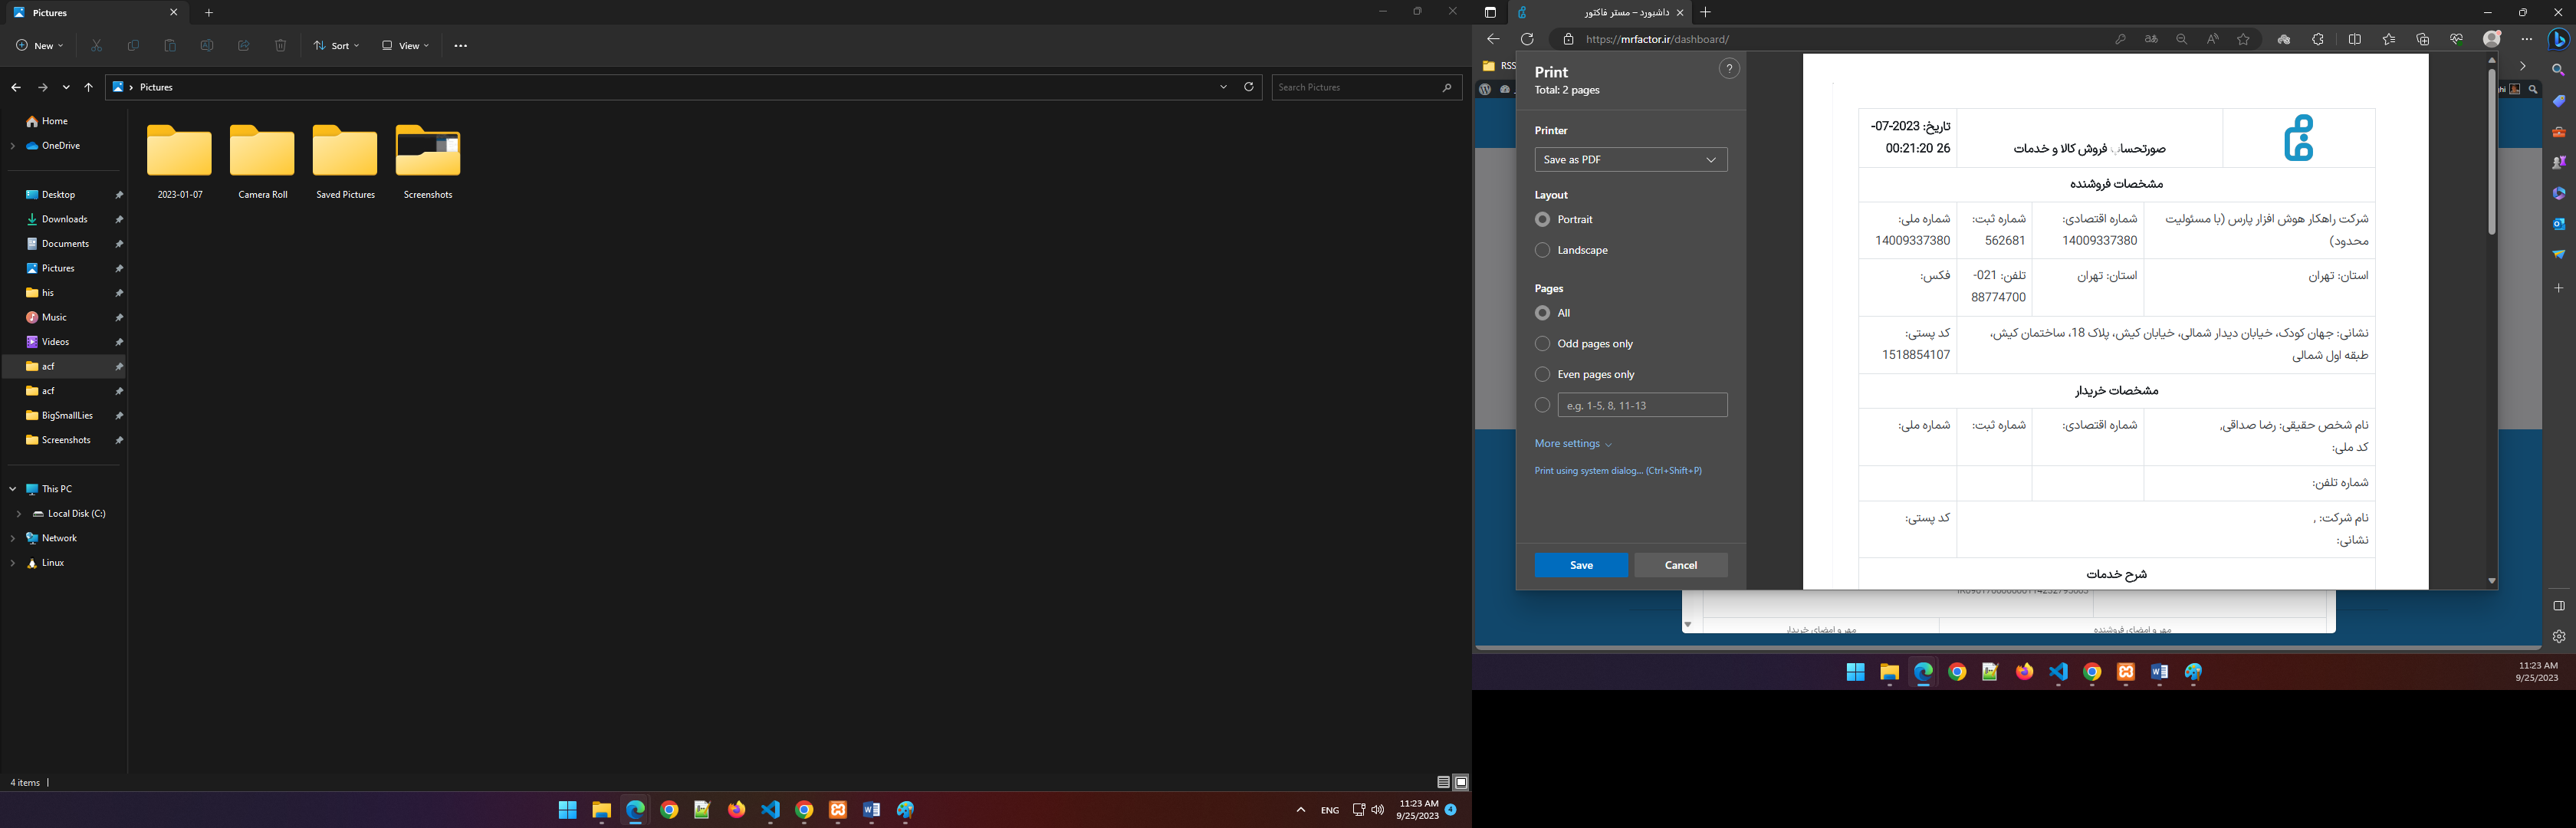 Pictures
New
Sort
View
Pictures
Search Pictures
Home
OneDrive
Desktop
Downloads
Documents
Pictures
his
Music
Videos
acf
acf
BigSmallLies
Screenshots
This PC
Local Disk (C:)
Network
Linux
2023-01-07
Camera Roll
Saved Pictures
Screenshots
4 items
ENG
11:23 AM
9/25/2023
4
داشبورد – مستر فاکتور
https://mrfactor.ir/dashboard/
RSS
Print
Total: 2 pages
?
Printer
Save as PDF
Layout
Portrait
Landscape
Pages
All
Odd pages only
Even pages only
e.g. 1-5, 8, 11-13
More settings
Print using system dialog... (Ctrl+Shift+P)
Save
Cancel
صورتحساب فروش کالا و خدمات
تاریخ: 2023-07-
26 00:21:20
مشخصات فروشنده
شرکت راهکار هوش افزار پارس (با مسئولیت
محدود)
شماره اقتصادی:
14009337380
شماره ثبت:
562681
شماره ملی:
14009337380
استان: تهران
استان: تهران
تلفن: 021-
88774700
فکس:
نشانی: جهان کودک، خیابان دیدار شمالی، خیابان کیش، پلاک 18، ساختمان کیش،
طبقه اول شمالی
کد پستی:
1518854107
مشخصات خریدار
نام شخص حقیقی: رضا صداقی,
کد ملی:
شماره اقتصادی:
شماره ثبت:
شماره ملی:
شماره تلفن:
نام شرکت: ,
نشانی:
کد پستی:
شرح خدمات
مهر و امضای فروشنده
مهر و امضای خریدار
11:23 AM
9/25/2023